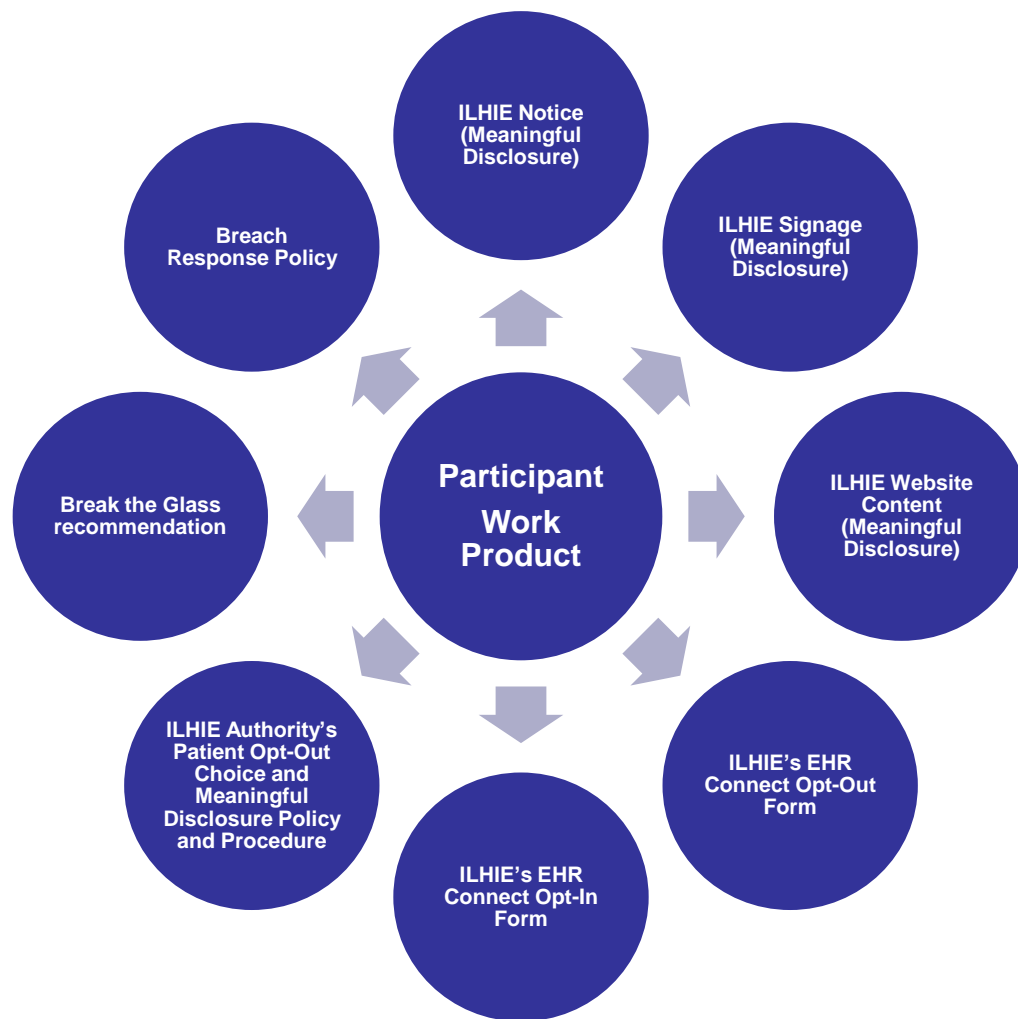 ILHIE Notice
(Meaningful
Disclosure)
ILHIE Signage
(Meaningful
Disclosure)
ILHIE Website
Content
(Meaningful
Disclosure)
ILHIE's EHR
Connect Opt-Out
Form
ILHIE's EHR
Connect Opt-In
Form
ILHIE Authority's
Patient Opt-Out
Choice and
Meaningful
Disclosure Policy
and Procedure
Break the Glass
recommendation
Breach
Response Policy
Participant
Work
Product